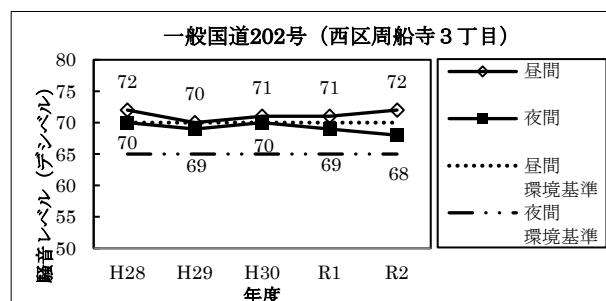 一般国道202号（西区周船寺３丁目）
騒音レベル（デシベル）
80
75
70
65
60
55
50
72 70 71 71 72
70 69 70 69 68
H28 H29 H30 R1 R2
年度
昼間
夜間
昼間
環境基準
夜間
環境基準